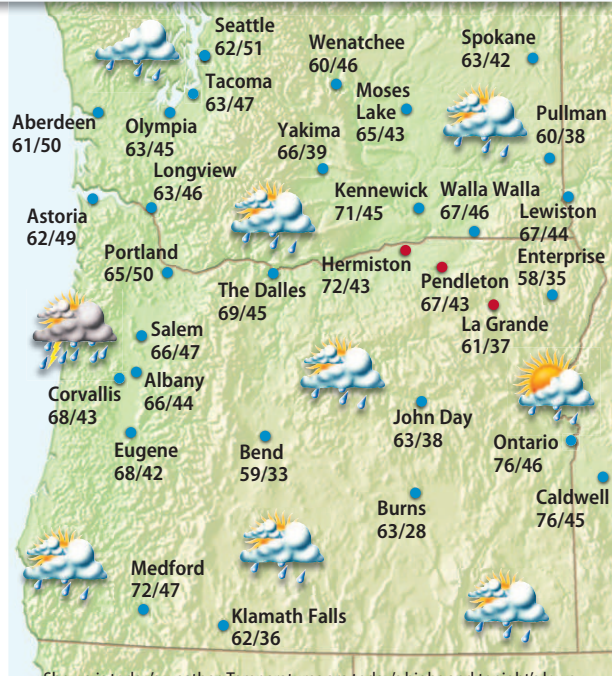 Seattle
62/51
Wenatchee
60/46
Spokane
63/42
Tacoma
63/47
Moses
Lake
65/43
Pullman
60/38
Aberdeen
61/50
Olympia
63/45
Yakima
66/39
Longview
63/46
Kennewick
71/45
Walla Walla
67/46
Lewiston
67/44
Astoria
62/49
Portland
65/50
The Dalles
69/45
Hermiston
72/43
Pendleton
67/43
Enterprise
58/35
La Grande
61/37
Salem
66/47
Corvallis
68/43
Albany
66/44
John Day
63/38
Eugene
68/42
Bend
59/33
Ontario
76/46
Caldwell
76/45
Burns
63/28
Medford
72/47
Klamath Falls
62/36